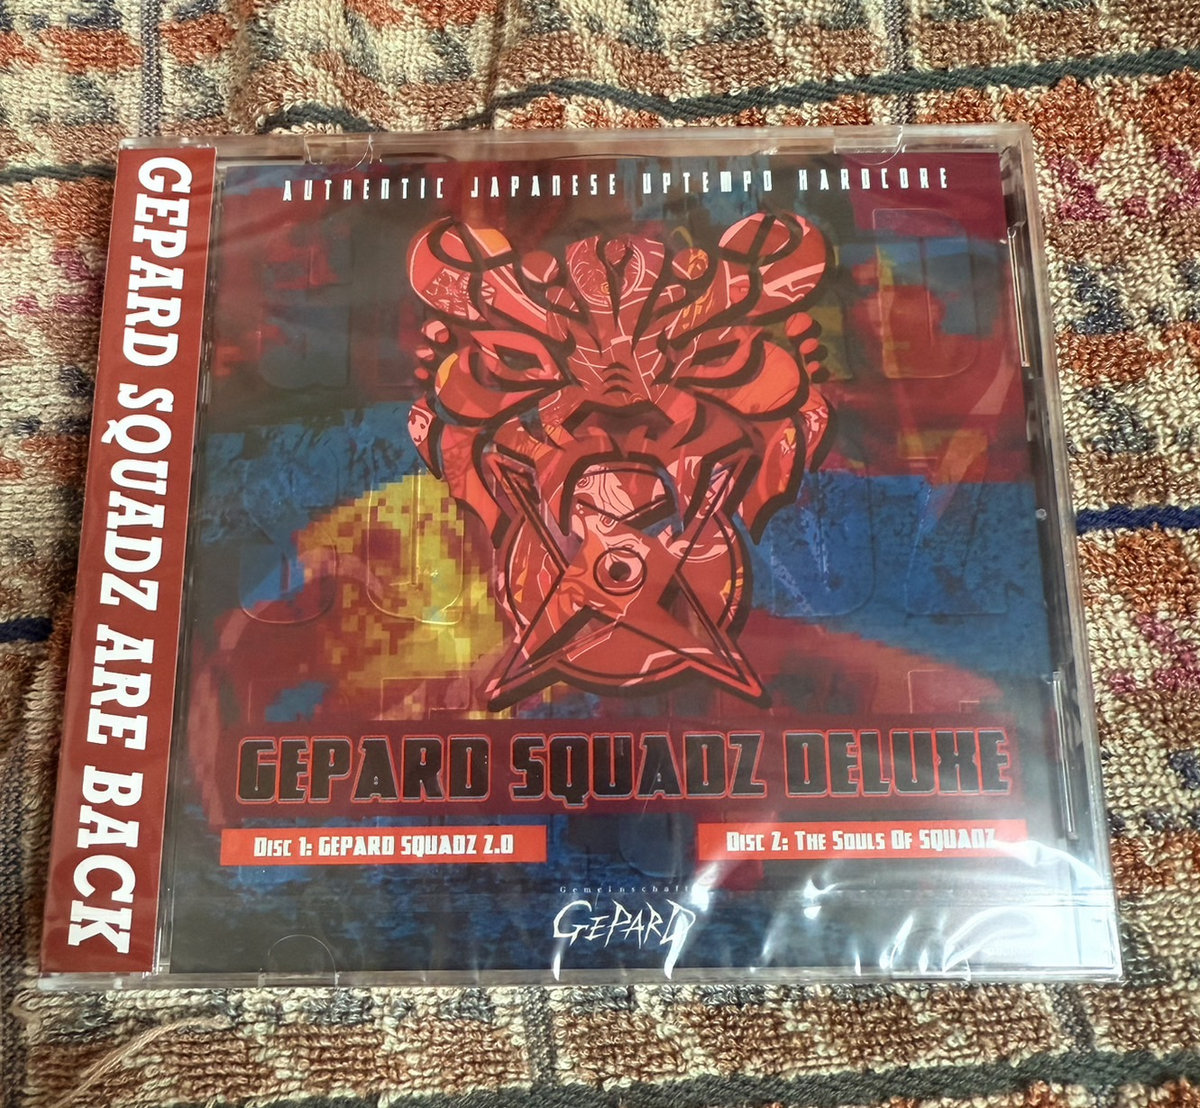 GEPARD SQUADZ ARE BACK
AUTHENTIC JAPANESE UPTEMPO HARDCORE
GEPARD SQUADZ DELUXE
DISC 1: GEPARD SQUADZ 2.0
DISC 2: THE SOULS OF SQUADZ
Gemeinschaft
GEPARD